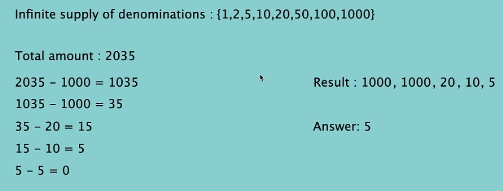 Infinite supply of denominations : {1,2,5,10,20,50,100,1000}
Total amount : 2035
2035 – 1000 = 1035
1035 – 1000 = 35
35 – 20 = 15
15 – 10 = 5
5 – 5 = 0
Result : 1000, 1000, 20, 10, 5
Answer: 5